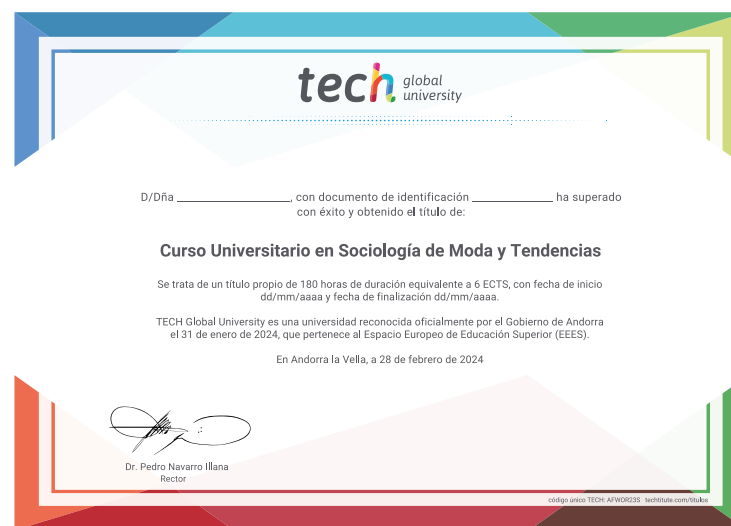 tech global university
D/Dña ____________________, con documento de identificación ______________ ha superado
con éxito y obtenido el título de:
Curso Universitario en Sociología de Moda y Tendencias
Se trata de un título propio de 180 horas de duración equivalente a 6 ECTS, con fecha de inicio
dd/mm/aaaa y fecha de finalización dd/mm/aaaa.
TECH Global University es una universidad reconocida oficialmente por el Gobierno de Andorra
el 31 de enero de 2024, que pertenece al Espacio Europeo de Educación Superior (EEES).
En Andorra la Vella, a 28 de febrero de 2024
Dr. Pedro Navarro Illana
Rector
código único TECH: AFWOR23S techtitute.com/titulos